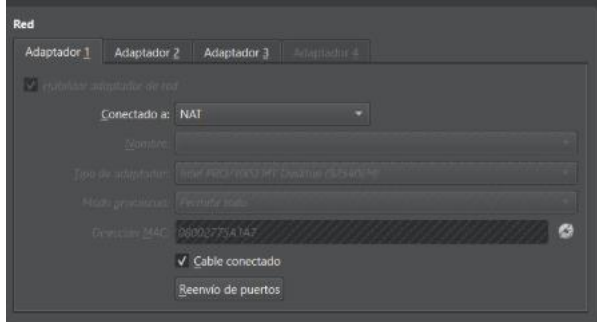 Red
Adaptador 1 Adaptador 2 Adaptador 3 Adaptador 4
Habilitar adaptador de red
Conectado a: NAT
Nombre:
Tipo de adaptador: Intel PRO/1000 MT Desktop (82540EM)
Modo promiscuo: Permitir todo
Dirección MAC: 08002775A1A7
Cable conectado
Reenvío de puertos